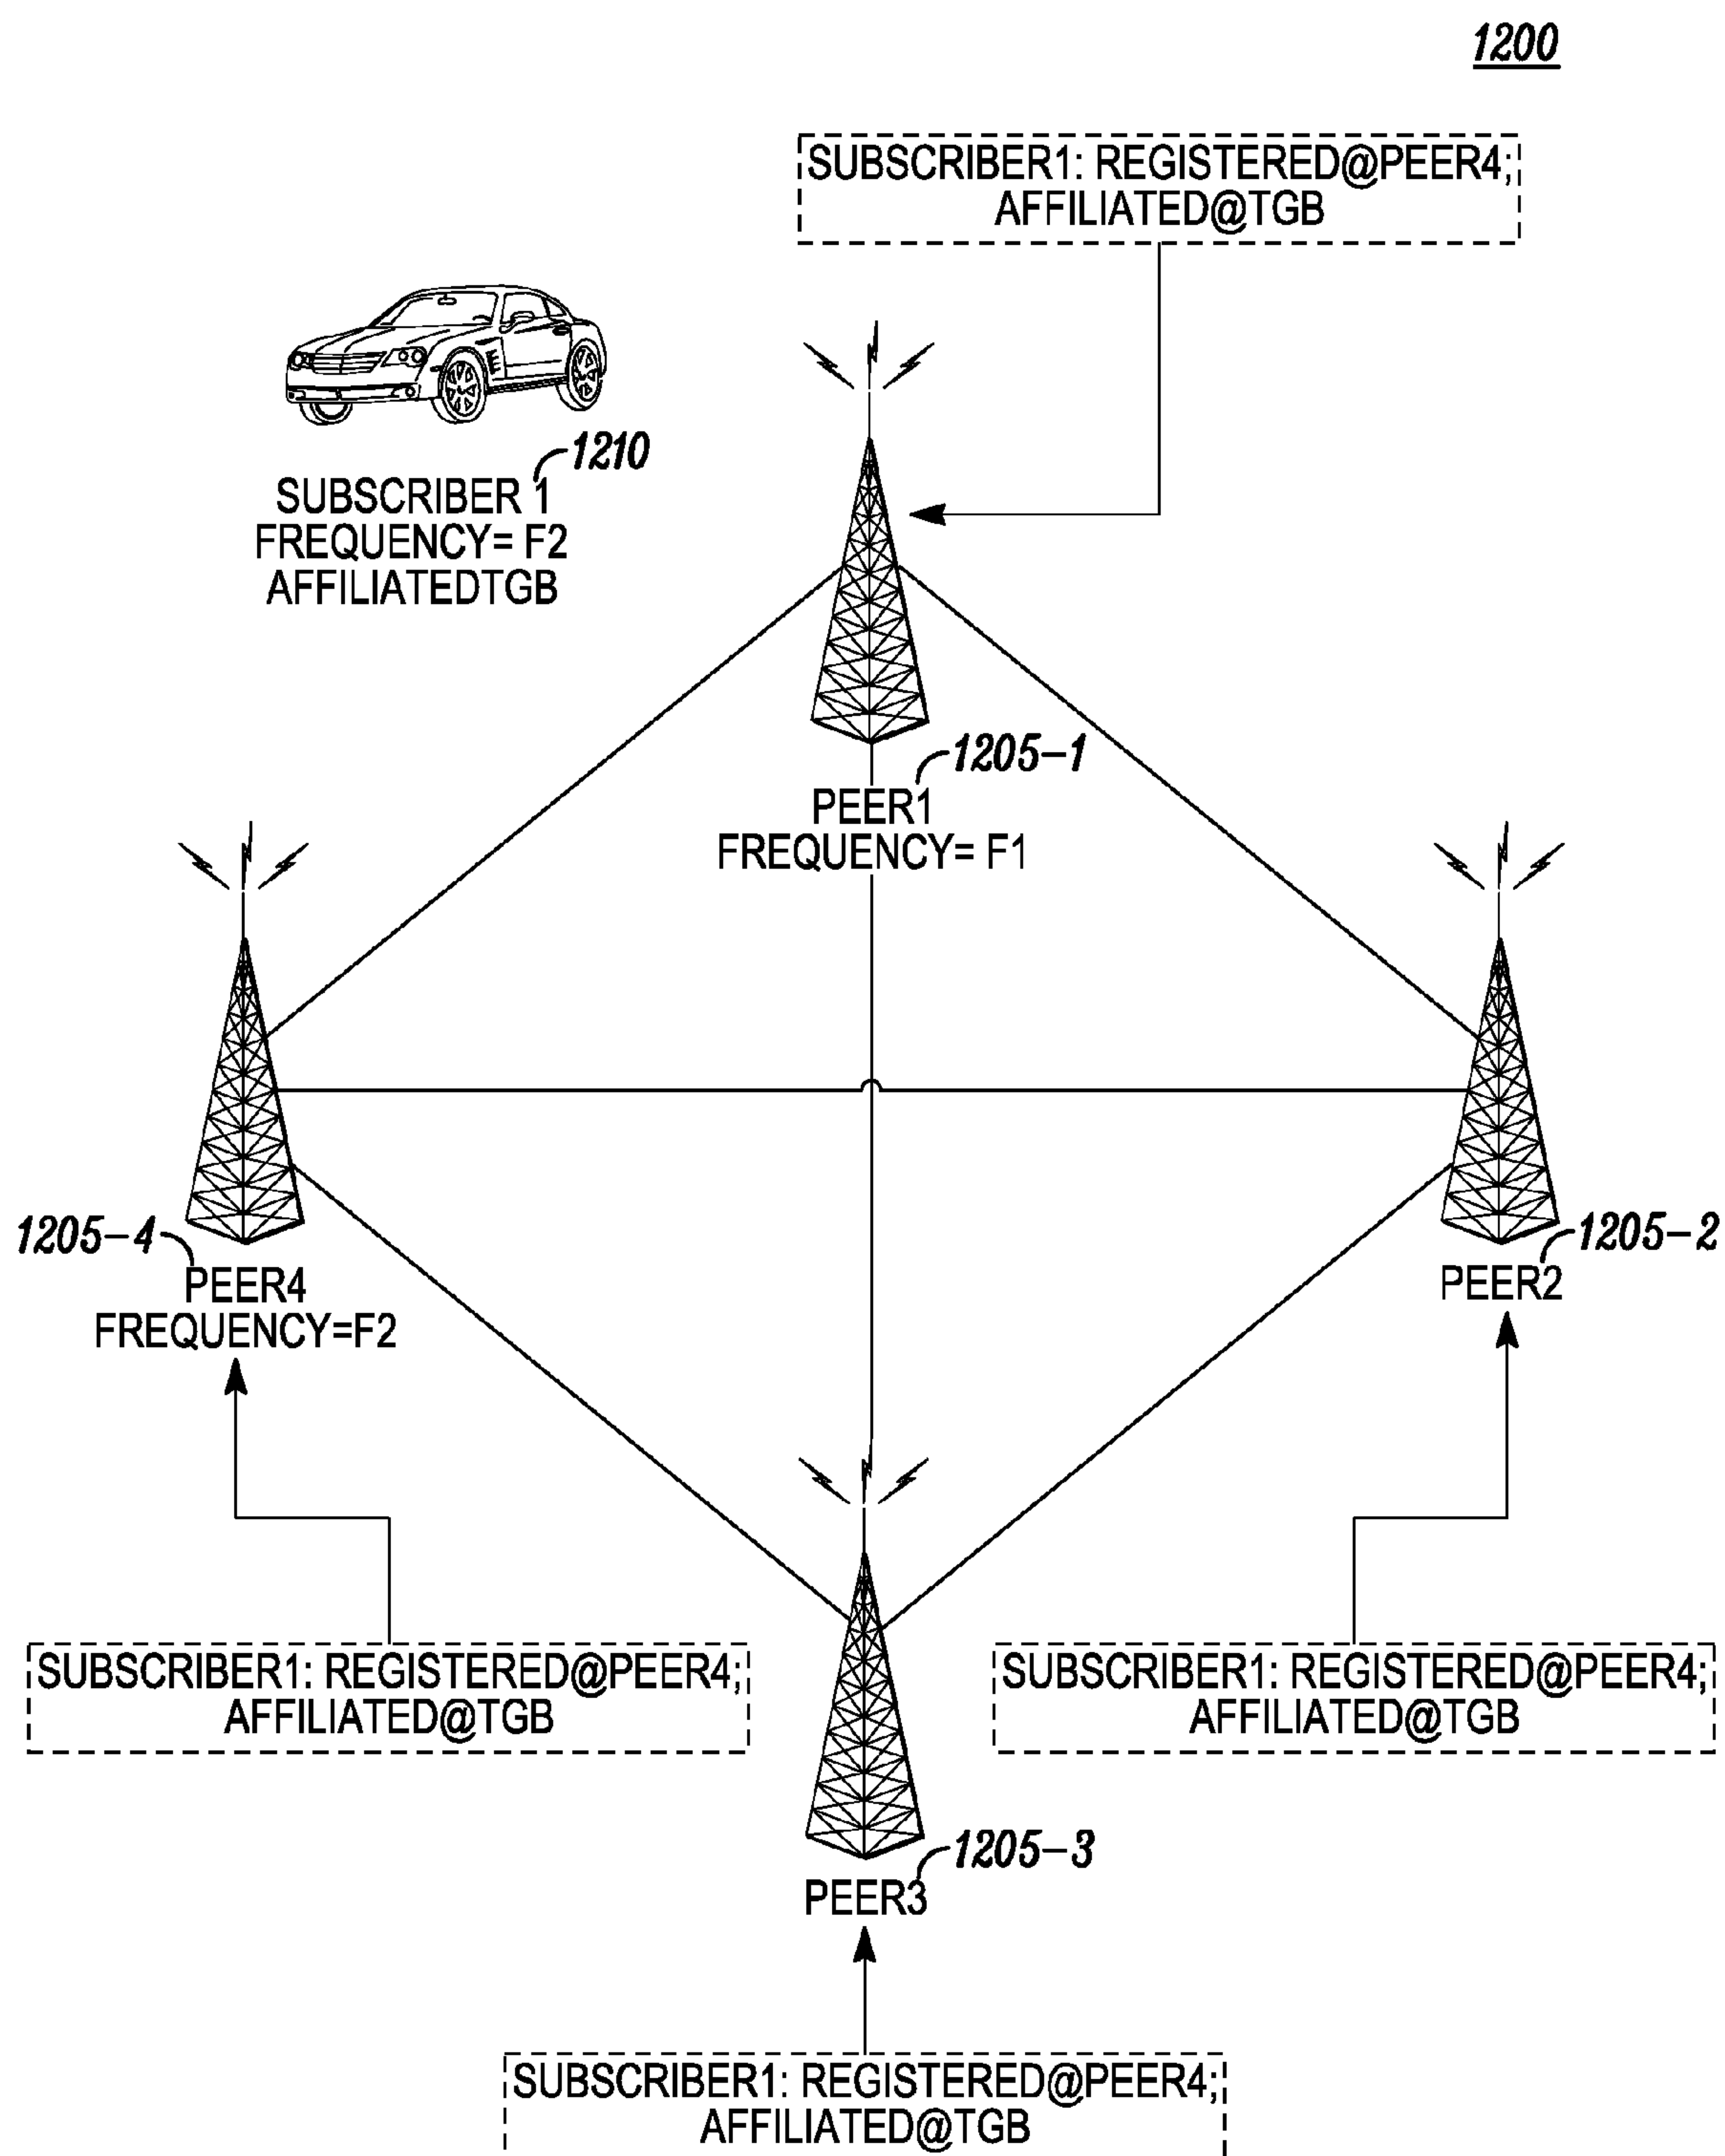 1200
SUBSCRIBER1: REGISTERED@PEER4;
AFFILIATED@TGB
1210
SUBSCRIBER 1
FREQUENCY= F2
AFFILIATEDTGB
1205-1
PEER1
FREQUENCY= F1
1205-4
PEER4
FREQUENCY=F2
1205-2
PEER2
SUBSCRIBER1: REGISTERED@PEER4;
AFFILIATED@TGB
SUBSCRIBER1: REGISTERED@PEER4;
AFFILIATED@TGB
1205-3
PEER3
SUBSCRIBER1: REGISTERED@PEER4;
AFFILIATED@TGB